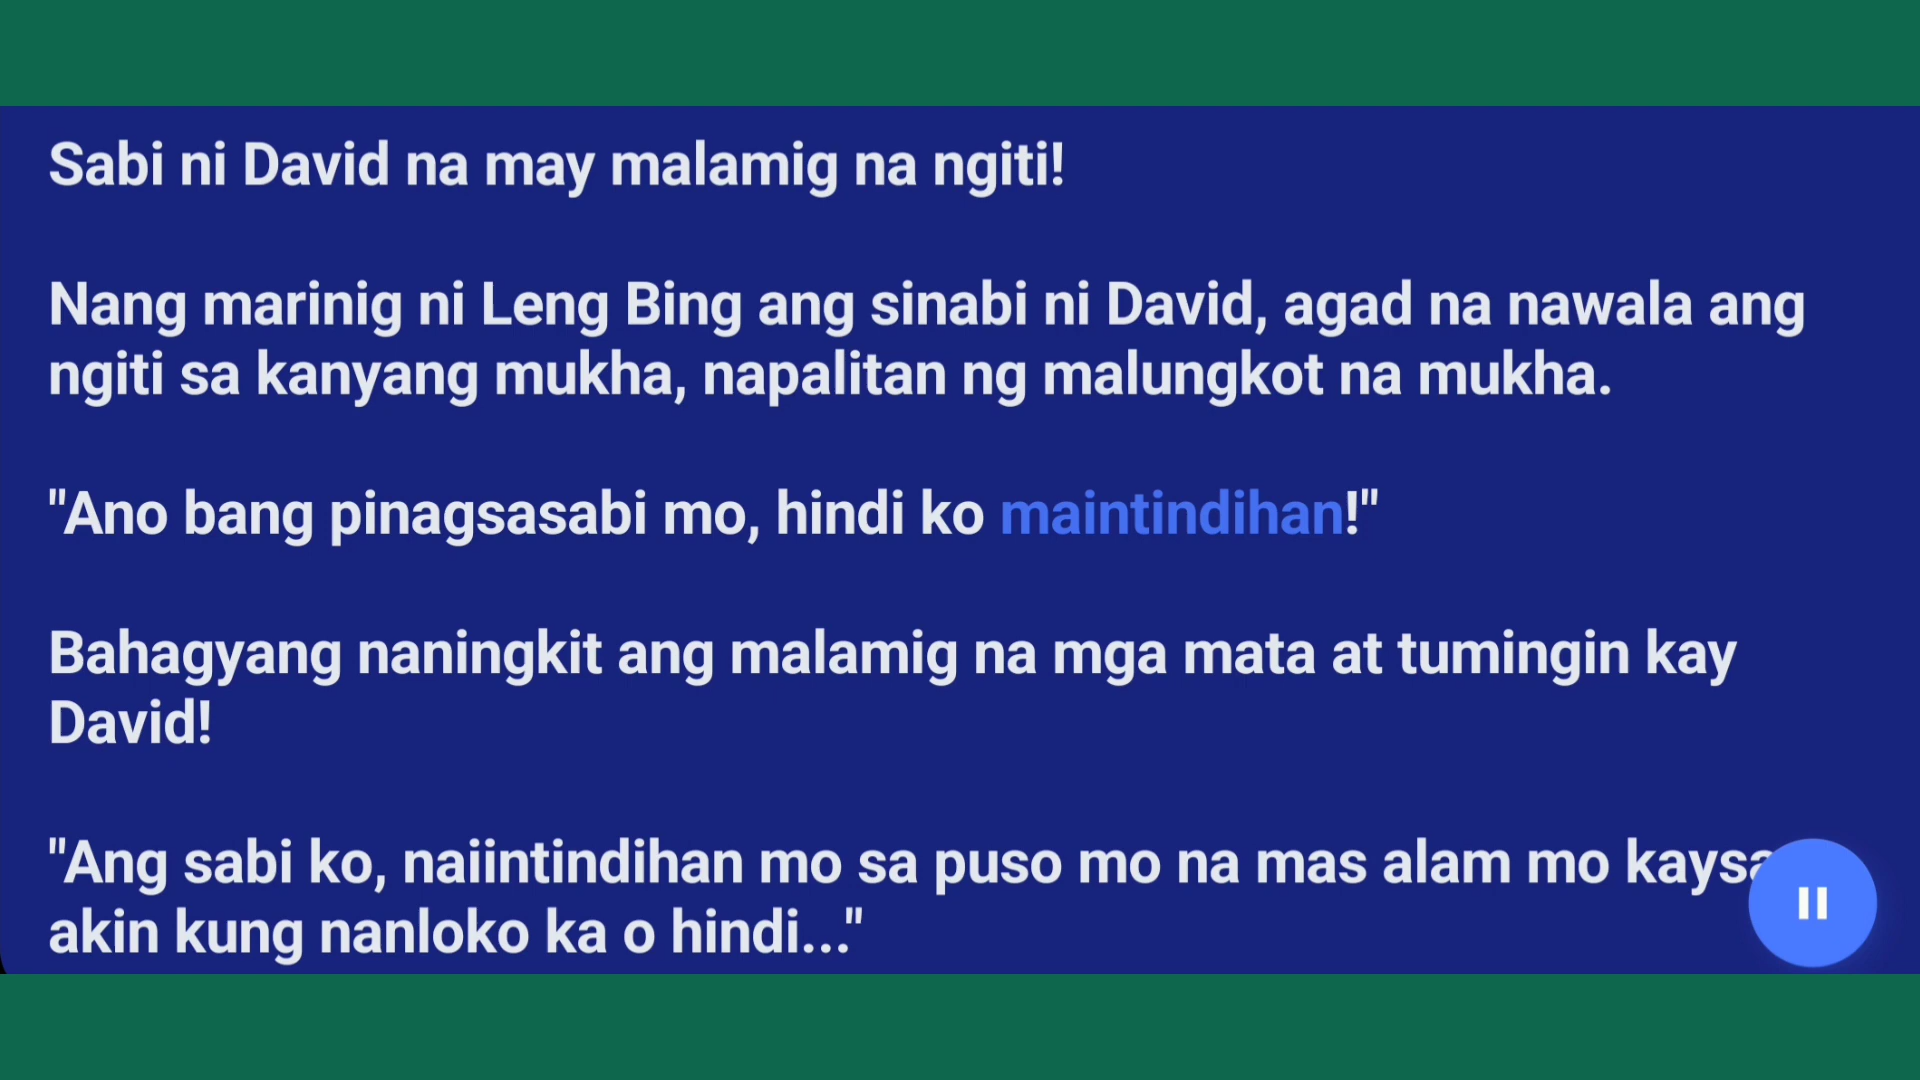 Sabi ni David na may malamig na ngiti!
Nang marinig ni Leng Bing ang sinabi ni David, agad na nawala ang
ngiti sa kanyang mukha, napalitan ng malungkot na mukha.
"Ano bang pinagsasabi mo, hindi ko maintindihan!"
Bahagyang naningkit ang malamig na mga mata at tumingin kay
David!
"Ang sabi ko, naiintindihan mo sa puso mo na mas alam mo kaysa
akin kung nanloko ka o hindi..."